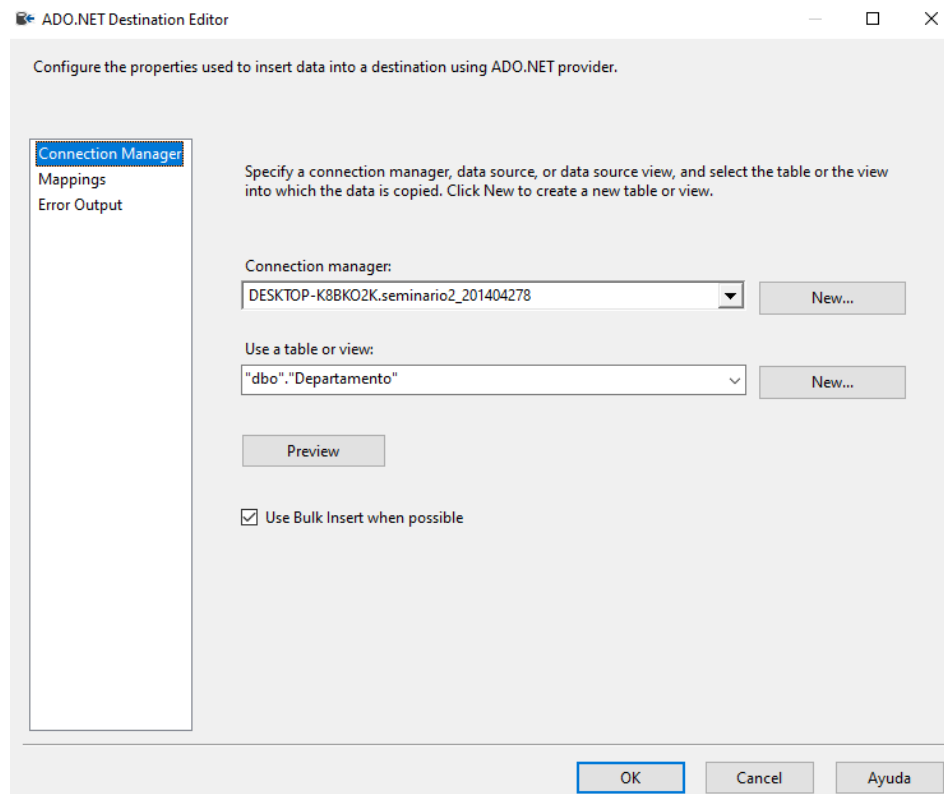 ADO.NET Destination Editor
Configure the properties used to insert data into a destination using ADO.NET provider.
Connection Manager
Mappings
Error Output
Specify a connection manager, data source, or data source view, and select the table or the view
into which the data is copied. Click New to create a new table or view.
Connection manager:
DESKTOP-K8BKO2K.seminario2_201404278
New...
Use a table or view:
"dbo"."Departamento"
New...
Preview
Use Bulk Insert when possible
OK
Cancel
Ayuda